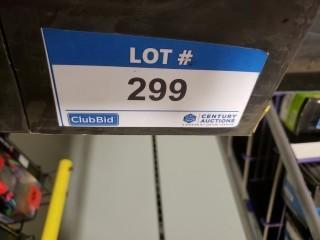 LOT #
299
ClubBid
CENTURY
AUCTIONS